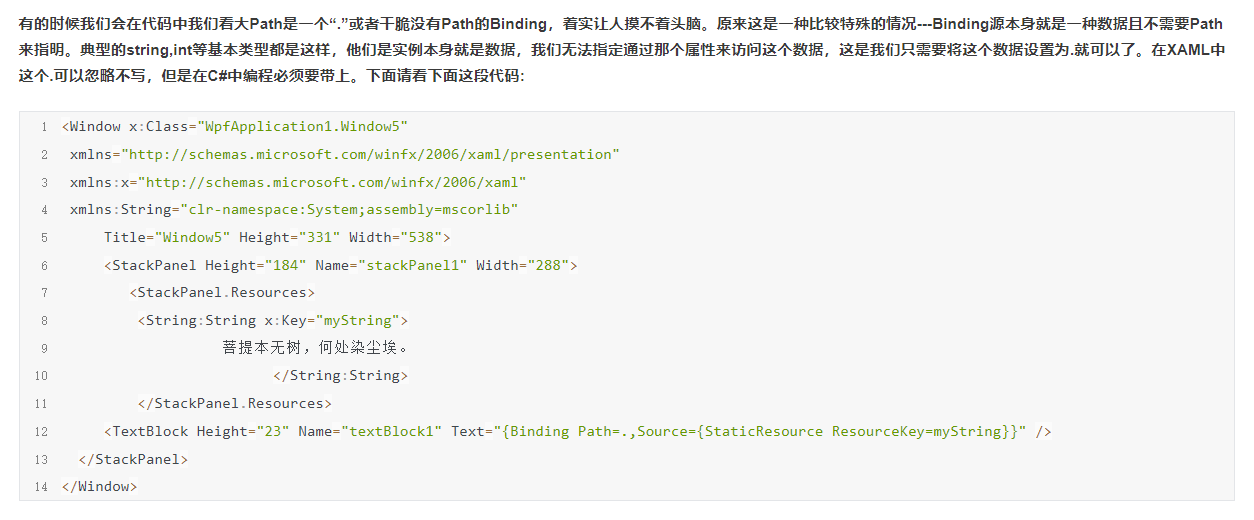 有的时候我们会在代码中我们看大Path是一个“.”或者干脆没有Path的Binding，着实让人摸不着头脑。原来这是一种比较特殊的情况---Binding源本身就是一种数据且不需要Path
来指明。典型的string,int等基本类型都是这样，他们是实例本身就是数据，我们无法指定通过那个属性来访问这个数据，这是我们只需要将这个数据设置为.就可以了。在XAML中
这个.可以忽略不写，但是在C#中编程必须要带上。下面请看下面这段代码:
1 <Window x:Class="WpfApplication1.Window5"
2 xmlns="http://schemas.microsoft.com/winfx/2006/xaml/presentation"
3 xmlns:x="http://schemas.microsoft.com/winfx/2006/xaml"
4 xmlns:String="clr-namespace:System;assembly=mscorlib"
5 Title="Window5" Height="331" Width="538">
6 <StackPanel Height="184" Name="stackPanel1" Width="288">
7 <StackPanel.Resources>
8 <String:String x:Key="myString">
9 菩提本无树，何处染尘埃。
10 </String:String>
11 </StackPanel.Resources>
12 <TextBlock Height="23" Name="textBlock1" Text="{Binding Path=.,Source={StaticResource ResourceKey=myString}}" />
13 </StackPanel>
14 </Window>